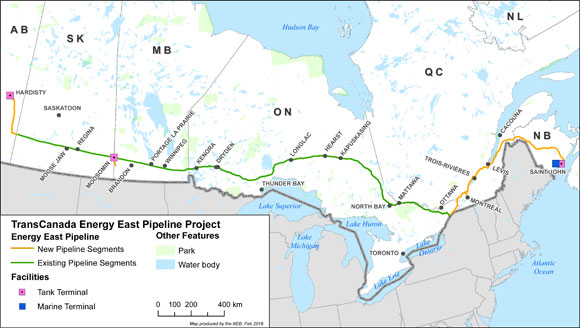 Hudson Bay
NL
AB
SK
MB
ON
QC
NB
HARDISTY
SASKATOON
MOOSE JAW
REGINA
MOOSOMIN
BRANDON
PORTAGE LA PRAIRIE
WINNIPEG
KENORA
DRYDEN
THUNDER BAY
LONGLAC
HEARST
KAPUSKASING
NORTH BAY
MATTAWA
OTTAWA
MONTRÉAL
TROIS-RIVIÈRES
LÉVIS
CACOUNA
SAINT JOHN
TORONTO
Lake Superior
Lake Michigan
Lake Huron
Lake Ontario
Lake Erie
Atlantic
Ocean
TransCanada Energy East Pipeline Project
Energy East Pipeline
New Pipeline Segments
Existing Pipeline Segments
Facilities
Tank Terminal
Marine Terminal
Other Features
Park
Water body
0 100 200 400 km
Map produced by the NEB, Feb 2016